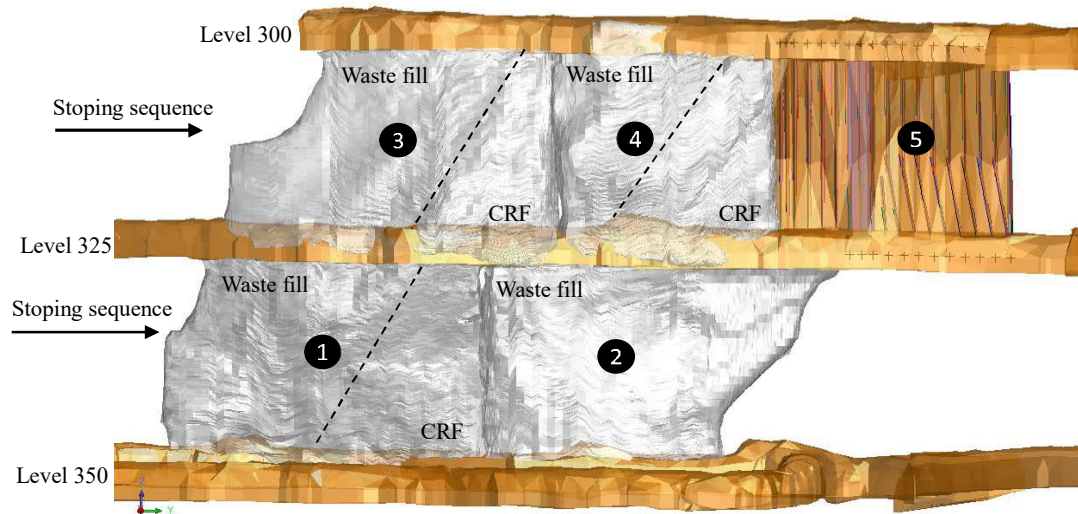 Level 300
Waste fill
Waste fill
Stoping sequence
3
4
5
CRF
CRF
Level 325
Waste fill
Waste fill
Stoping sequence
1
2
CRF
Level 350
Z
Y